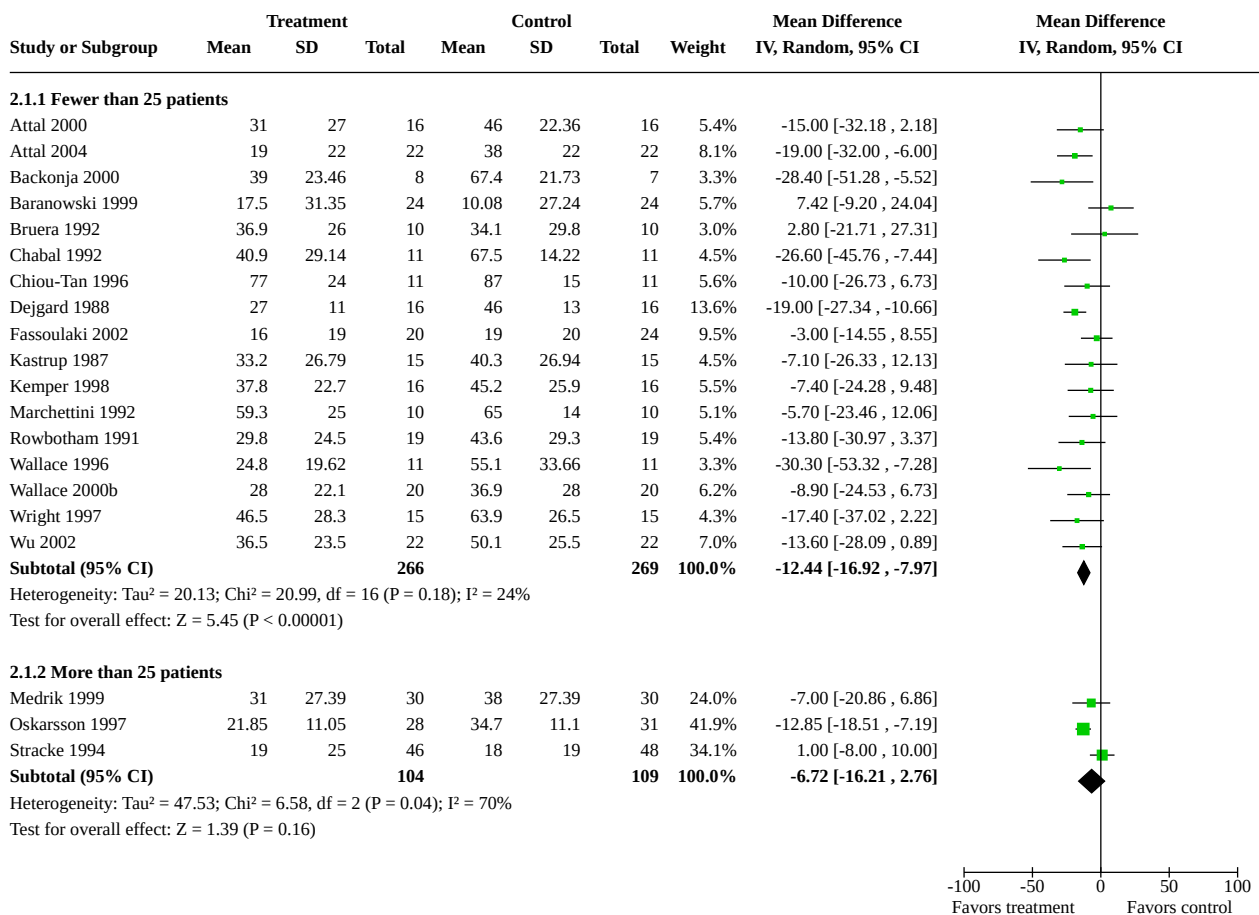 Treatment Control Mean Difference Mean Difference
Study or Subgroup Mean SD Total Mean SD Total Weight IV, Random, 95% CI IV, Random, 95% CI
2.1.1 Fewer than 25 patients
Attal 2000 31 27 16 46 22.36 16 5.4% -15.00 [-32.18 , 2.18]
Attal 2004 19 22 22 38 22 22 8.1% -19.00 [-32.00 , -6.00]
Backonja 2000 39 23.46 8 67.4 21.73 7 3.3% -28.40 [-51.28 , -5.52]
Baranowski 1999 17.5 31.35 24 10.08 27.24 24 5.7% 7.42 [-9.20 , 24.04]
Bruera 1992 36.9 26 10 34.1 29.8 10 3.0% 2.80 [-21.71 , 27.31]
Chabal 1992 40.9 29.14 11 67.5 14.22 11 4.5% -26.60 [-45.76 , -7.44]
Chiou-Tan 1996 77 24 11 87 15 11 5.6% -10.00 [-26.73 , 6.73]
Dejgard 1988 27 11 16 46 13 16 13.6% -19.00 [-27.34 , -10.66]
Fassoulaki 2002 16 19 20 19 20 24 9.5% -3.00 [-14.55 , 8.55]
Kastrup 1987 33.2 26.79 15 40.3 26.94 15 4.5% -7.10 [-26.33 , 12.13]
Kemper 1998 37.8 22.7 16 45.2 25.9 16 5.5% -7.40 [-24.28 , 9.48]
Marchettini 1992 59.3 25 10 65 14 10 5.1% -5.70 [-23.46 , 12.06]
Rowbotham 1991 29.8 24.5 19 43.6 29.3 19 5.4% -13.80 [-30.97 , 3.37]
Wallace 1996 24.8 19.62 11 55.1 33.66 11 3.3% -30.30 [-53.32 , -7.28]
Wallace 2000b 28 22.1 20 36.9 28 20 6.2% -8.90 [-24.53 , 6.73]
Wright 1997 46.5 28.3 15 63.9 26.5 15 4.3% -17.40 [-37.02 , 2.22]
Wu 2002 36.5 23.5 22 50.1 25.5 22 7.0% -13.60 [-28.09 , 0.89]
Subtotal (95% CI) 266 269 100.0% -12.44 [-16.92 , -7.97]
Heterogeneity: Tau² = 20.13; Chi² = 20.99, df = 16 (P = 0.18); I² = 24%
Test for overall effect: Z = 5.45 (P < 0.00001)
2.1.2 More than 25 patients
Medrik 1999 31 27.39 30 38 27.39 30 24.0% -7.00 [-20.86 , 6.86]
Oskarsson 1997 21.85 11.05 28 34.7 11.1 31 41.9% -12.85 [-18.51 , -7.19]
Stracke 1994 19 25 46 18 19 48 34.1% 1.00 [-8.00 , 10.00]
Subtotal (95% CI) 104 109 100.0% -6.72 [-16.21 , 2.76]
Heterogeneity: Tau² = 47.53; Chi² = 6.58, df = 2 (P = 0.04); I² = 70%
Test for overall effect: Z = 1.39 (P = 0.16)
-100 -50 0 50 100
Favors treatment Favors control